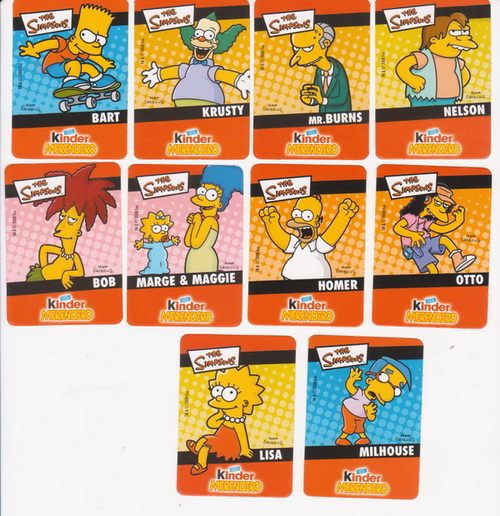 THE SIMPSONS
BART
Kinder
MERENDERO
THE SIMPSONS
KRUSTY
Kinder
MERENDERO
THE SIMPSONS
MR.BURNS
Kinder
MERENDERO
THE SIMPSONS
NELSON
Kinder
MERENDERO
THE SIMPSONS
BOB
Kinder
MERENDERO
THE SIMPSONS
MARGE & MAGGIE
Kinder
MERENDERO
THE SIMPSONS
HOMER
Kinder
MERENDERO
THE SIMPSONS
OTTO
Kinder
MERENDERO
THE SIMPSONS
LISA
Kinder
MERENDERO
THE SIMPSONS
MILHOUSE
Kinder
MERENDERO